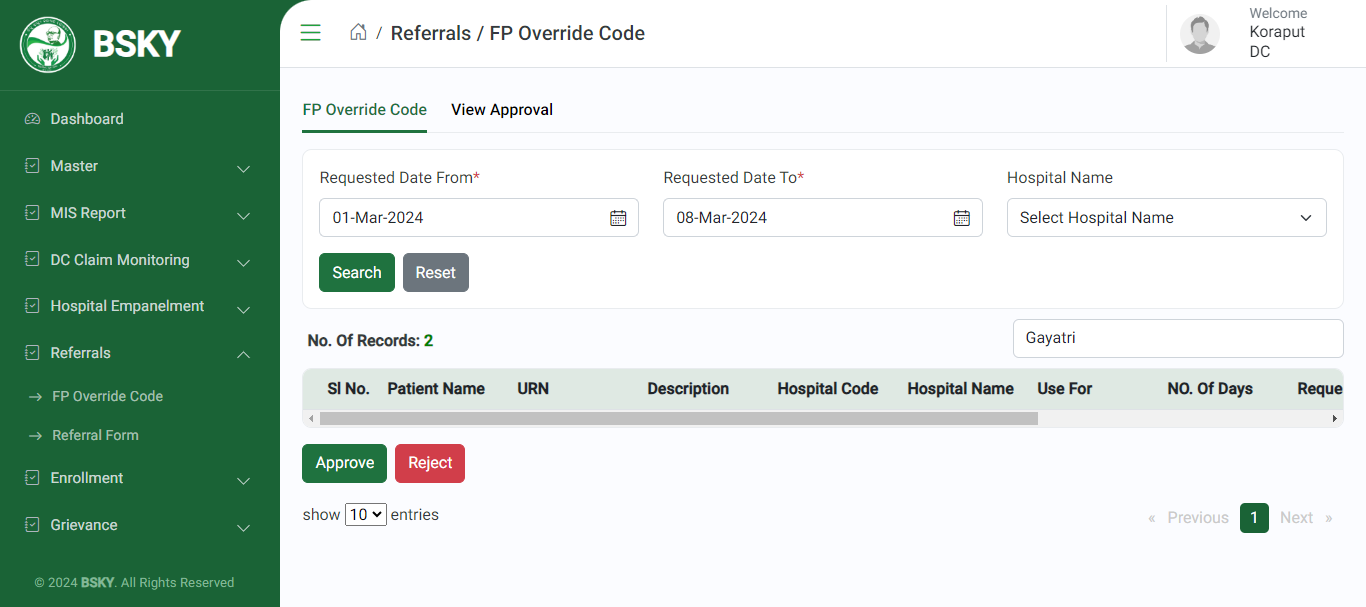 BSKY
Dashboard
Master
MIS Report
DC Claim Monitoring
Hospital Empanelment
Referrals
FP Override Code
Referral Form
Enrollment
Grievance
© 2024 BSKY. All Rights Reserved
/ Referrals / FP Override Code
Welcome
Koraput
DC
FP Override Code View Approval
Requested Date From* Requested Date To* Hospital Name
01-Mar-2024 08-Mar-2024 Select Hospital Name
Search Reset
No. Of Records: 2 Gayatri
Sl No. Patient Name URN Description Hospital Code Hospital Name Use For NO. Of Days Reque
Approve Reject
show 10 entries « Previous 1 Next »